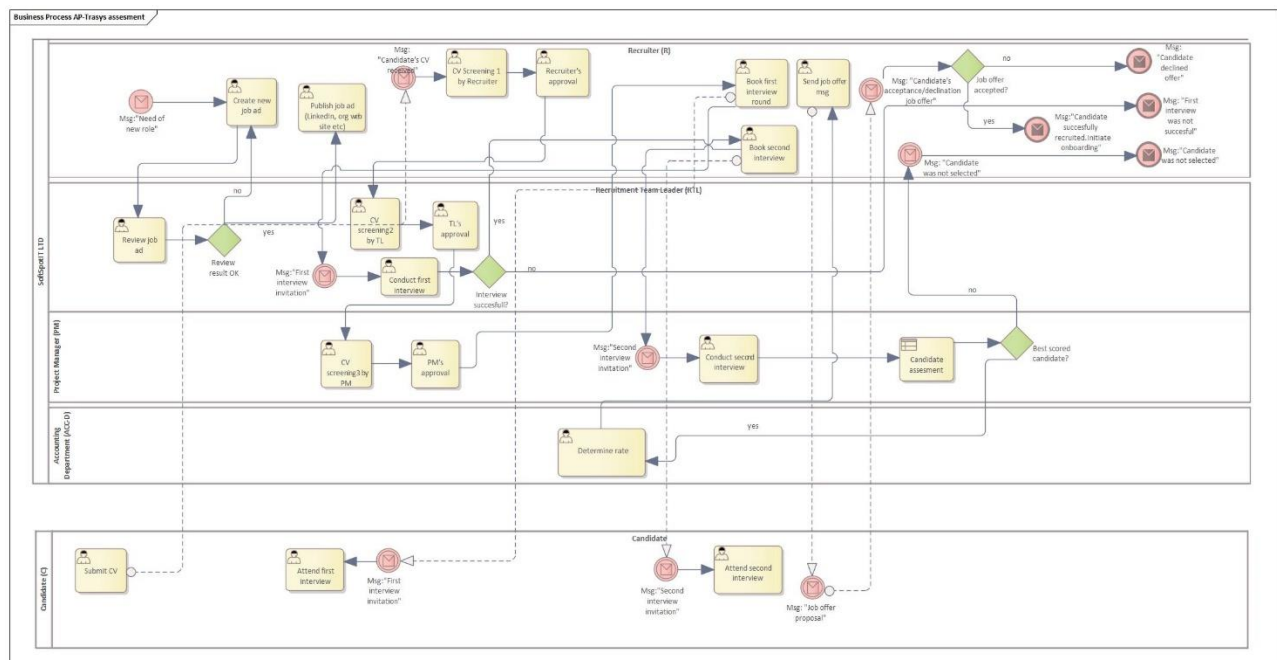 Business Process AP-Trasys assesment
SoftSpotIT LTD
Recruiter (R)
Msg:"Need of
new role"
Create new
job ad
Publish job ad
(LinkedIn, org web
site etc)
Msg:
"Candidate's CV
received"
CV Screening 1
by Recruiter
Recruiter's
approval
Book first
interview
round
Book second
interview
Send job offer
msg
Msg: "Candidate's
acceptance/declination
job offer"
Job offer
accepted?
no
yes
Msg:
"Candidate
declined
offer"
Msg: "First
interview
was not
succesful"
Msg: "Candidate
succesfully
recruited.Initiate
onboarding"
Msg: "Candidate
was not selected"
Msg:"Candidate
was not selected"
Recruitment Team Leader (RTL)
Review job
ad
Review
result OK
no
yes
CV
screening2
by TL
TL's
approval
Msg:"First
interview
invitation"
Conduct first
interview
Interview
succesfull?
yes
no
Project Manager (PM)
CV
screening3 by
PM
PM's
approval
Msg:"Second
interview
invitation"
Conduct second
interview
Candidate
assesment
Best scored
candidate?
no
yes
Accounting
Department (ACC-D)
Determine rate
Candidate (C)
Candidate
Submit CV
Attend first
interview
Msg:"First
interview
invitation"
Msg:"Second
interview
invitation"
Attend second
interview
Msg: "Job offer
proposal"